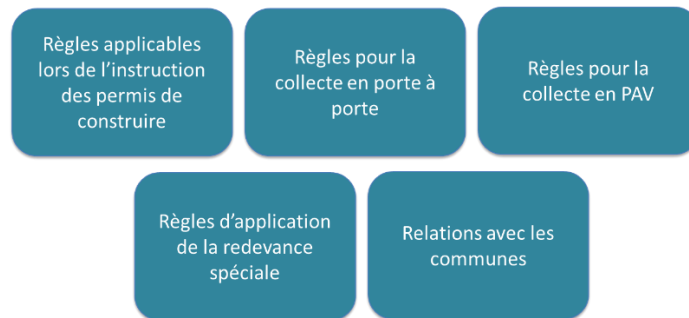 Règles applicables
lors de l'instruction
des permis de
construire
Règles pour la
collecte en porte à
porte
Règles pour la
collecte en PAV
Règles d'application
de la redevance
spéciale
Relations avec les
communes